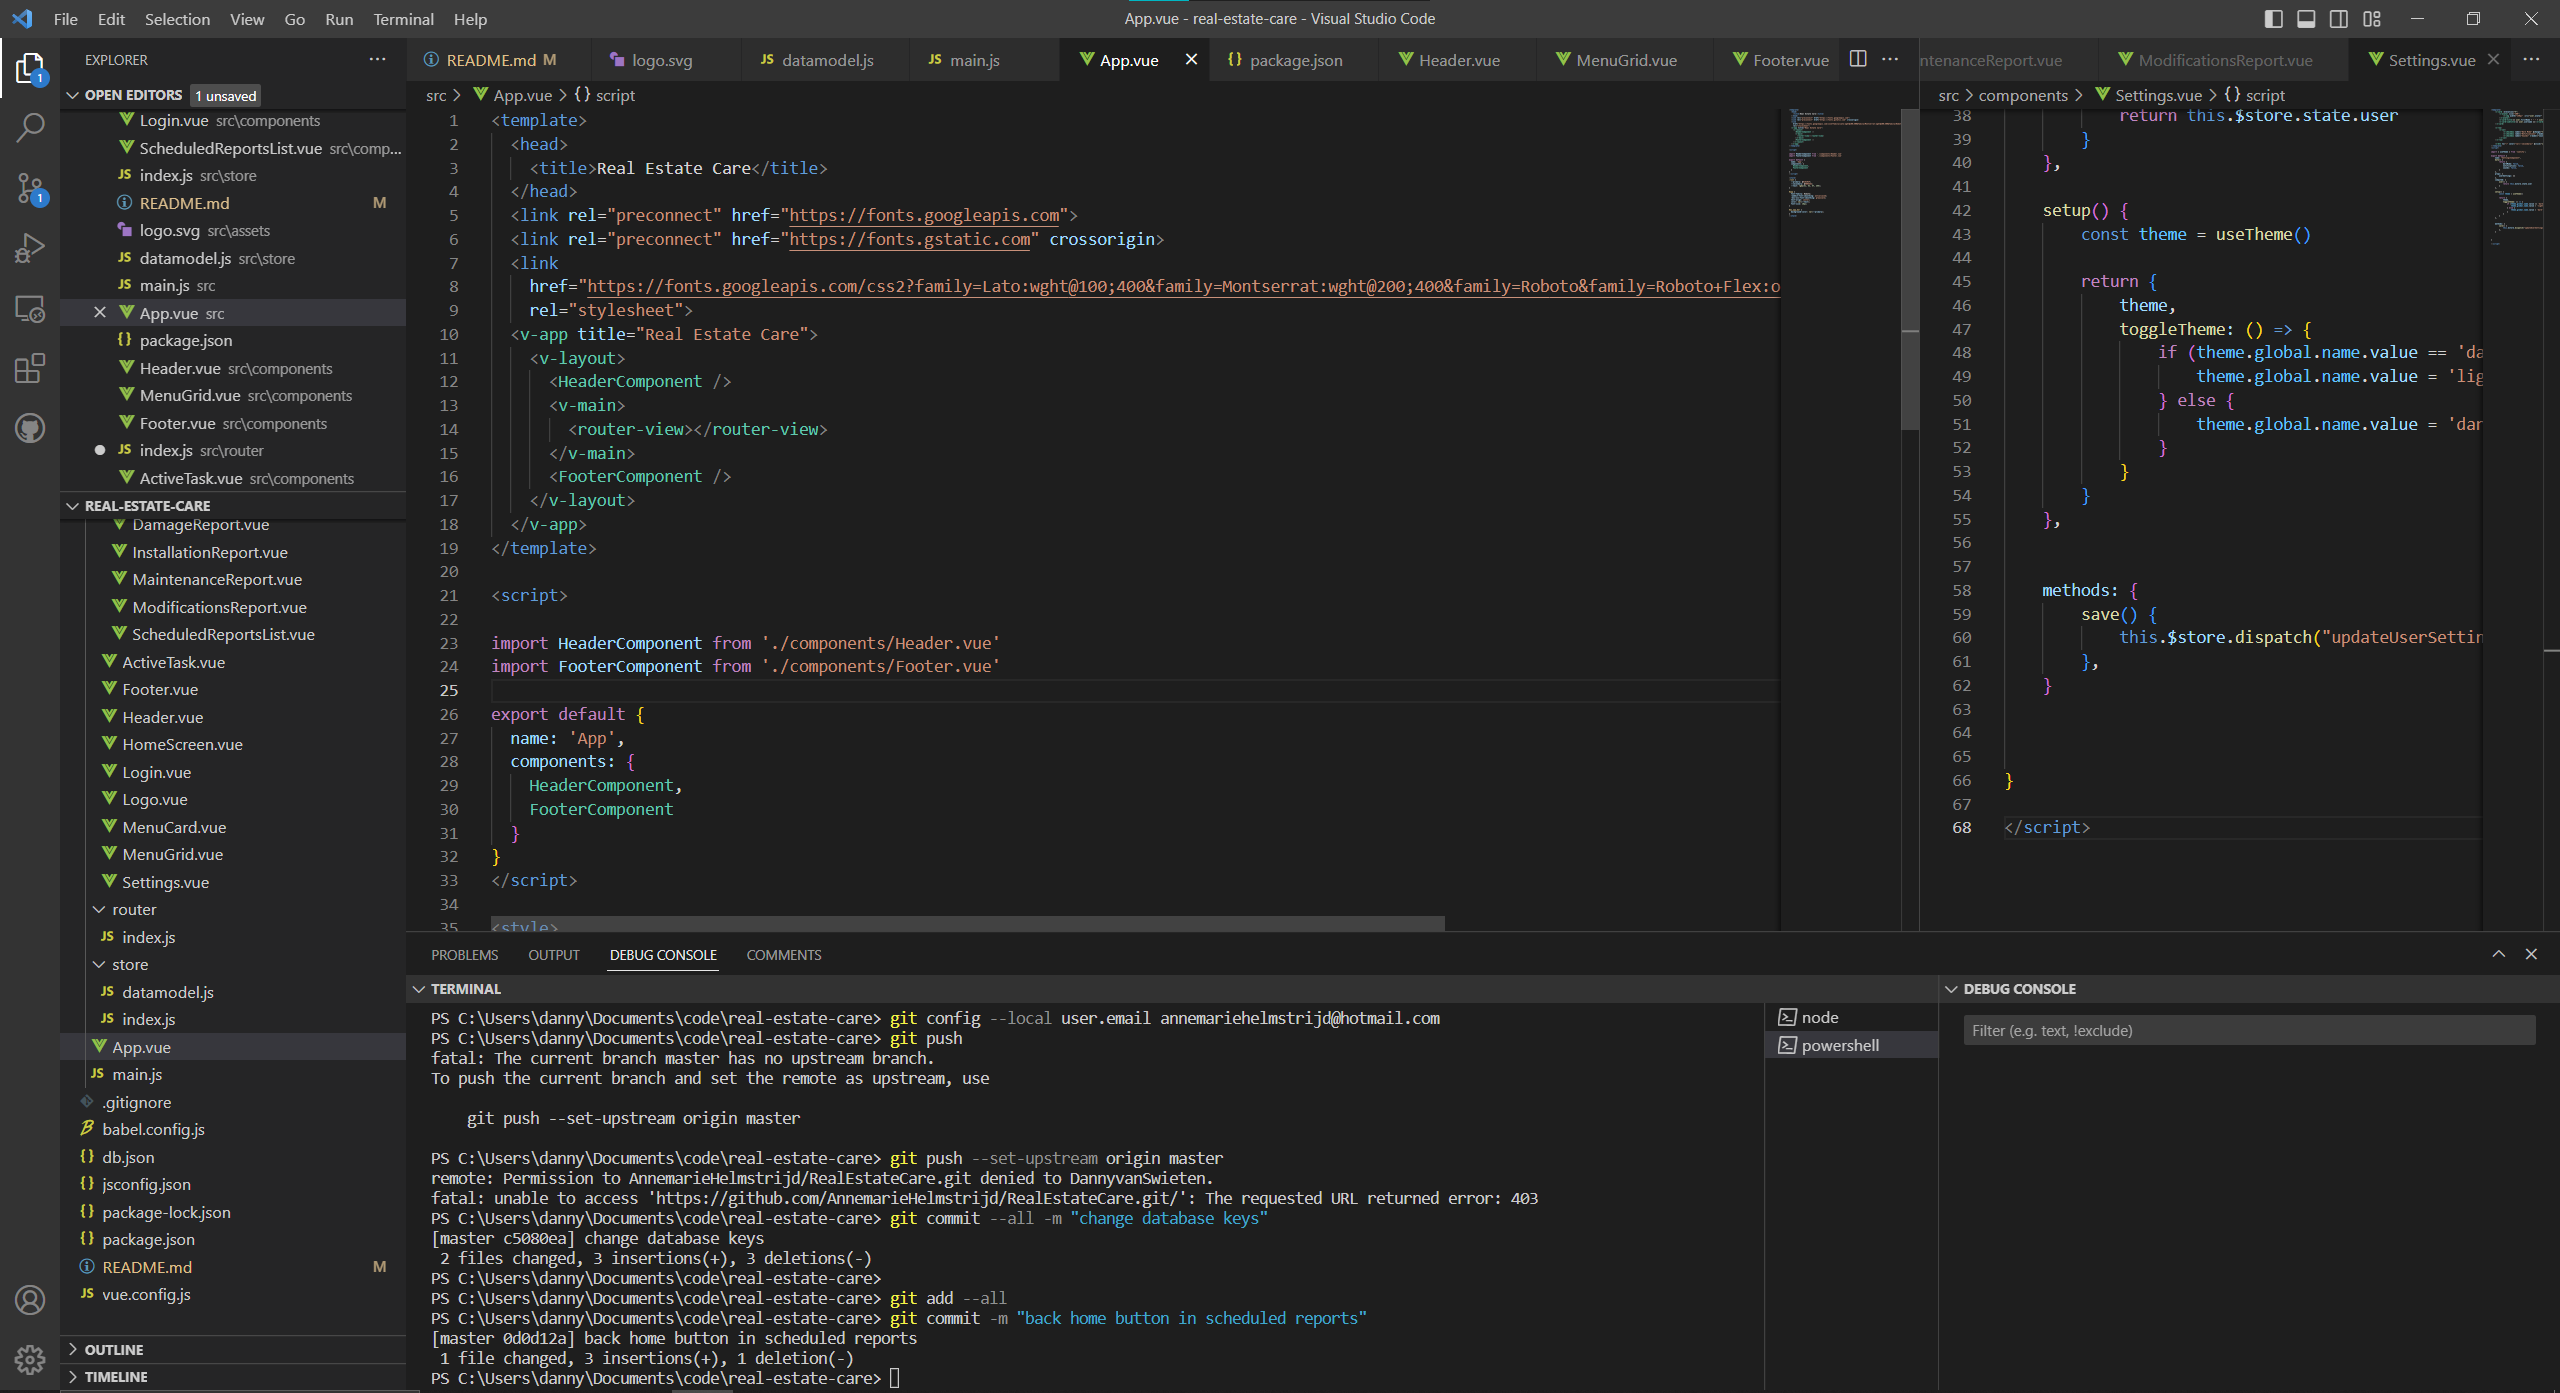 File Edit Selection View Go Run Terminal Help
App.vue - real-estate-care - Visual Studio Code
EXPLORER
OPEN EDITORS 1 unsaved
Login.vue src\components
ScheduledReportsList.vue src\comp...
index.js src\store
README.md M
logo.svg src\assets
datamodel.js src\store
main.js src
App.vue src
package.json
Header.vue src\components
MenuGrid.vue src\components
Footer.vue src\components
index.js src\router
ActiveTask.vue src\components
REAL-ESTATE-CARE
DamageReport.vue
InstallationReport.vue
MaintenanceReport.vue
ModificationsReport.vue
ScheduledReportsList.vue
ActiveTask.vue
Footer.vue
Header.vue
HomeScreen.vue
Login.vue
Logo.vue
MenuCard.vue
MenuGrid.vue
Settings.vue
router
index.js
store
datamodel.js
index.js
App.vue
main.js
.gitignore
babel.config.js
db.json
jsconfig.json
package-lock.json
package.json
README.md M
vue.config.js
OUTLINE
TIMELINE
README.md M logo.svg datamodel.js main.js App.vue package.json Header.vue MenuGrid.vue Footer.vue
src > App.vue > {} script
1 <template>
2 <head>
3 <title>Real Estate Care</title>
4 </head>
5 <link rel="preconnect" href="https://fonts.googleapis.com">
6 <link rel="preconnect" href="https://fonts.gstatic.com" crossorigin>
7 <link
8 href="https://fonts.googleapis.com/css2?family=Lato:wght@100;400&family=Montserrat:wght@200;400&family=Roboto&family=Roboto+Flex:o
9 rel="stylesheet">
10 <v-app title="Real Estate Care">
11 <v-layout>
12 <HeaderComponent />
13 <v-main>
14 <router-view></router-view>
15 </v-main>
16 <FooterComponent />
17 </v-layout>
18 </v-app>
19 </template>
20
21 <script>
22
23 import HeaderComponent from './components/Header.vue'
24 import FooterComponent from './components/Footer.vue'
25
26 export default {
27 name: 'App',
28 components: {
29 HeaderComponent,
30 FooterComponent
31 }
32 }
33 </script>
34
35 <style>
ntenanceReport.vue ModificationsReport.vue Settings.vue
src > components > Settings.vue > {} script
38 return this.$store.state.user
39 }
40 },
41
42 setup() {
43 const theme = useTheme()
44
45 return {
46 theme,
47 toggleTheme: () => {
48 if (theme.global.name.value == 'da
49 theme.global.name.value = 'lig
50 } else {
51 theme.global.name.value = 'dar
52 }
53 }
54 }
55 },
56
57
58 methods: {
59 save() {
60 this.$store.dispatch("updateUserSettin
61 },
62 }
63
64
65
66 }
67
68 </script>
PROBLEMS OUTPUT DEBUG CONSOLE COMMENTS
TERMINAL
PS C:\Users\danny\Documents\code\real-estate-care> git config --local user.email annemariehelmstrijd@hotmail.com
PS C:\Users\danny\Documents\code\real-estate-care> git push
fatal: The current branch master has no upstream branch.
To push the current branch and set the remote as upstream, use
git push --set-upstream origin master
PS C:\Users\danny\Documents\code\real-estate-care> git push --set-upstream origin master
remote: Permission to AnnemarieHelmstrijd/RealEstateCare.git denied to DannyvanSwieten.
fatal: unable to access 'https://github.com/AnnemarieHelmstrijd/RealEstateCare.git/': The requested URL returned error: 403
PS C:\Users\danny\Documents\code\real-estate-care> git commit --all -m "change database keys"
[master c5080ea] change database keys
2 files changed, 3 insertions(+), 3 deletions(-)
PS C:\Users\danny\Documents\code\real-estate-care>
PS C:\Users\danny\Documents\code\real-estate-care> git add --all
PS C:\Users\danny\Documents\code\real-estate-care> git commit -m "back home button in scheduled reports"
[master 0d0d12a] back home button in scheduled reports
1 file changed, 3 insertions(+), 1 deletion(-)
PS C:\Users\danny\Documents\code\real-estate-care>
node
powershell
DEBUG CONSOLE
Filter (e.g. text, !exclude)